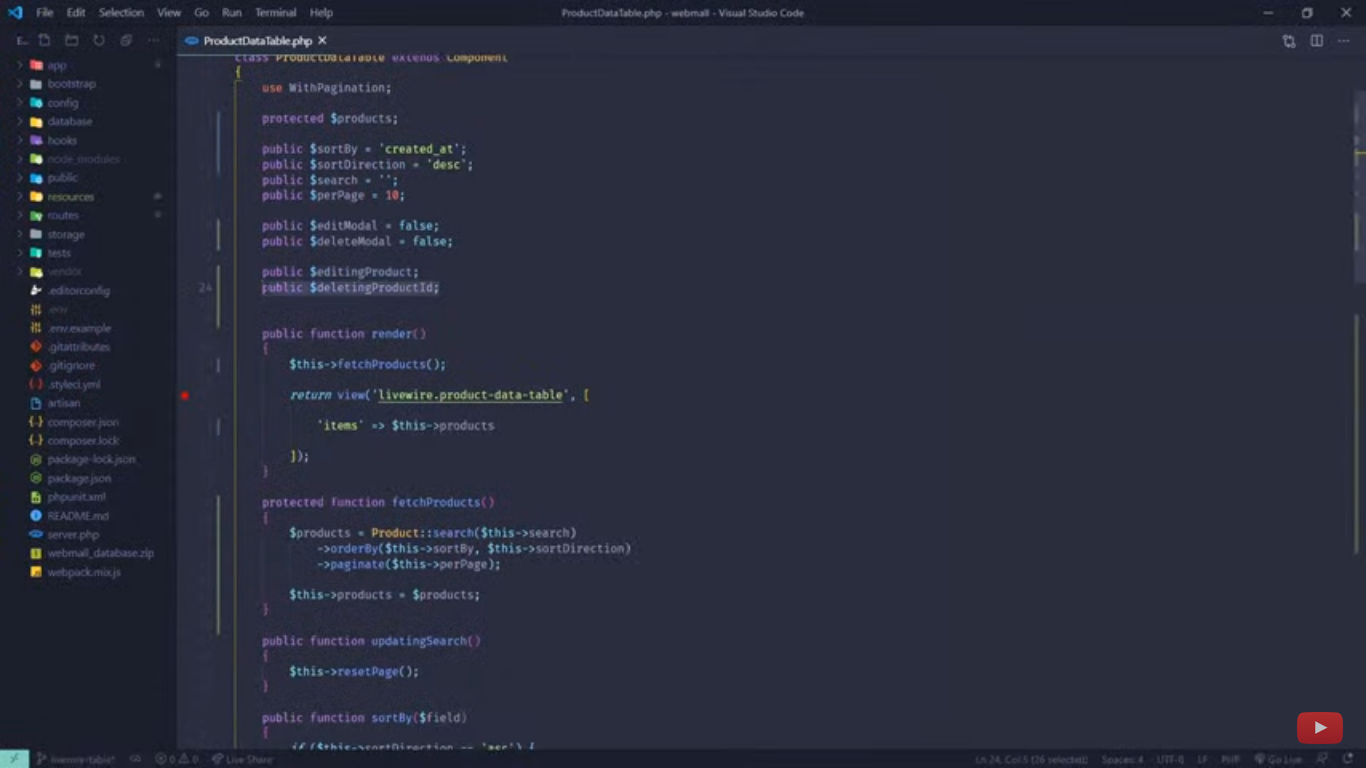 File Edit Selection View Go Run Terminal Help
ProductDataTable.php - webmall - Visual Studio Code
E...
ProductDataTable.php
app
bootstrap
config
database
hooks
node_modules
public
resources
routes
storage
tests
vendor
.editorconfig
.env
.env.example
.gitattributes
.gitignore
.styleci.yml
artisan
composer.json
composer.lock
package-lock.json
package.json
phpunit.xml
README.md
server.php
webmall_database.zip
webpack.mix.js
class ProductDataTable extends Component
{
use WithPagination;
protected $products;
public $sortBy = 'created_at';
public $sortDirection = 'desc';
public $search = '';
public $perPage = 10;
public $editModal = false;
public $deleteModal = false;
public $editingProduct;
24 public $deletingProductId;
public function render()
{
$this->fetchProducts();
return view('livewire.product-data-table', [
'items' => $this->products
]);
}
protected function fetchProducts()
{
$products = Product::search($this->search)
->orderBy($this->sortBy, $this->sortDirection)
->paginate($this->perPage);
$this->products = $products;
}
public function updatingSearch()
{
$this->resetPage();
}
public function sortBy($field)
{
if ($this->sortDirection == 'asc') {
0 0 Live Share
Ln 24, Col 5 (26 selected) Spaces: 4 UTF-8 LF PHP Go Live